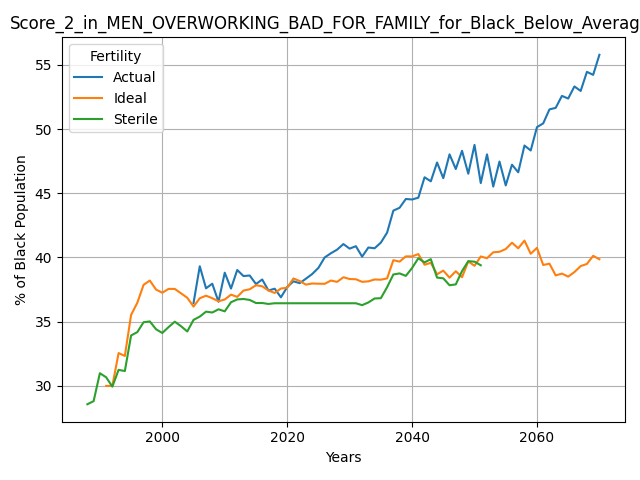 Score_2_in_MEN_OVERWORKING_BAD_FOR_FAMILY_for_Black_Below_Averag
Fertility
Actual
Ideal
Sterile
55
50
45
40
35
30
% of Black Population
2000 2020 2040 2060
Years